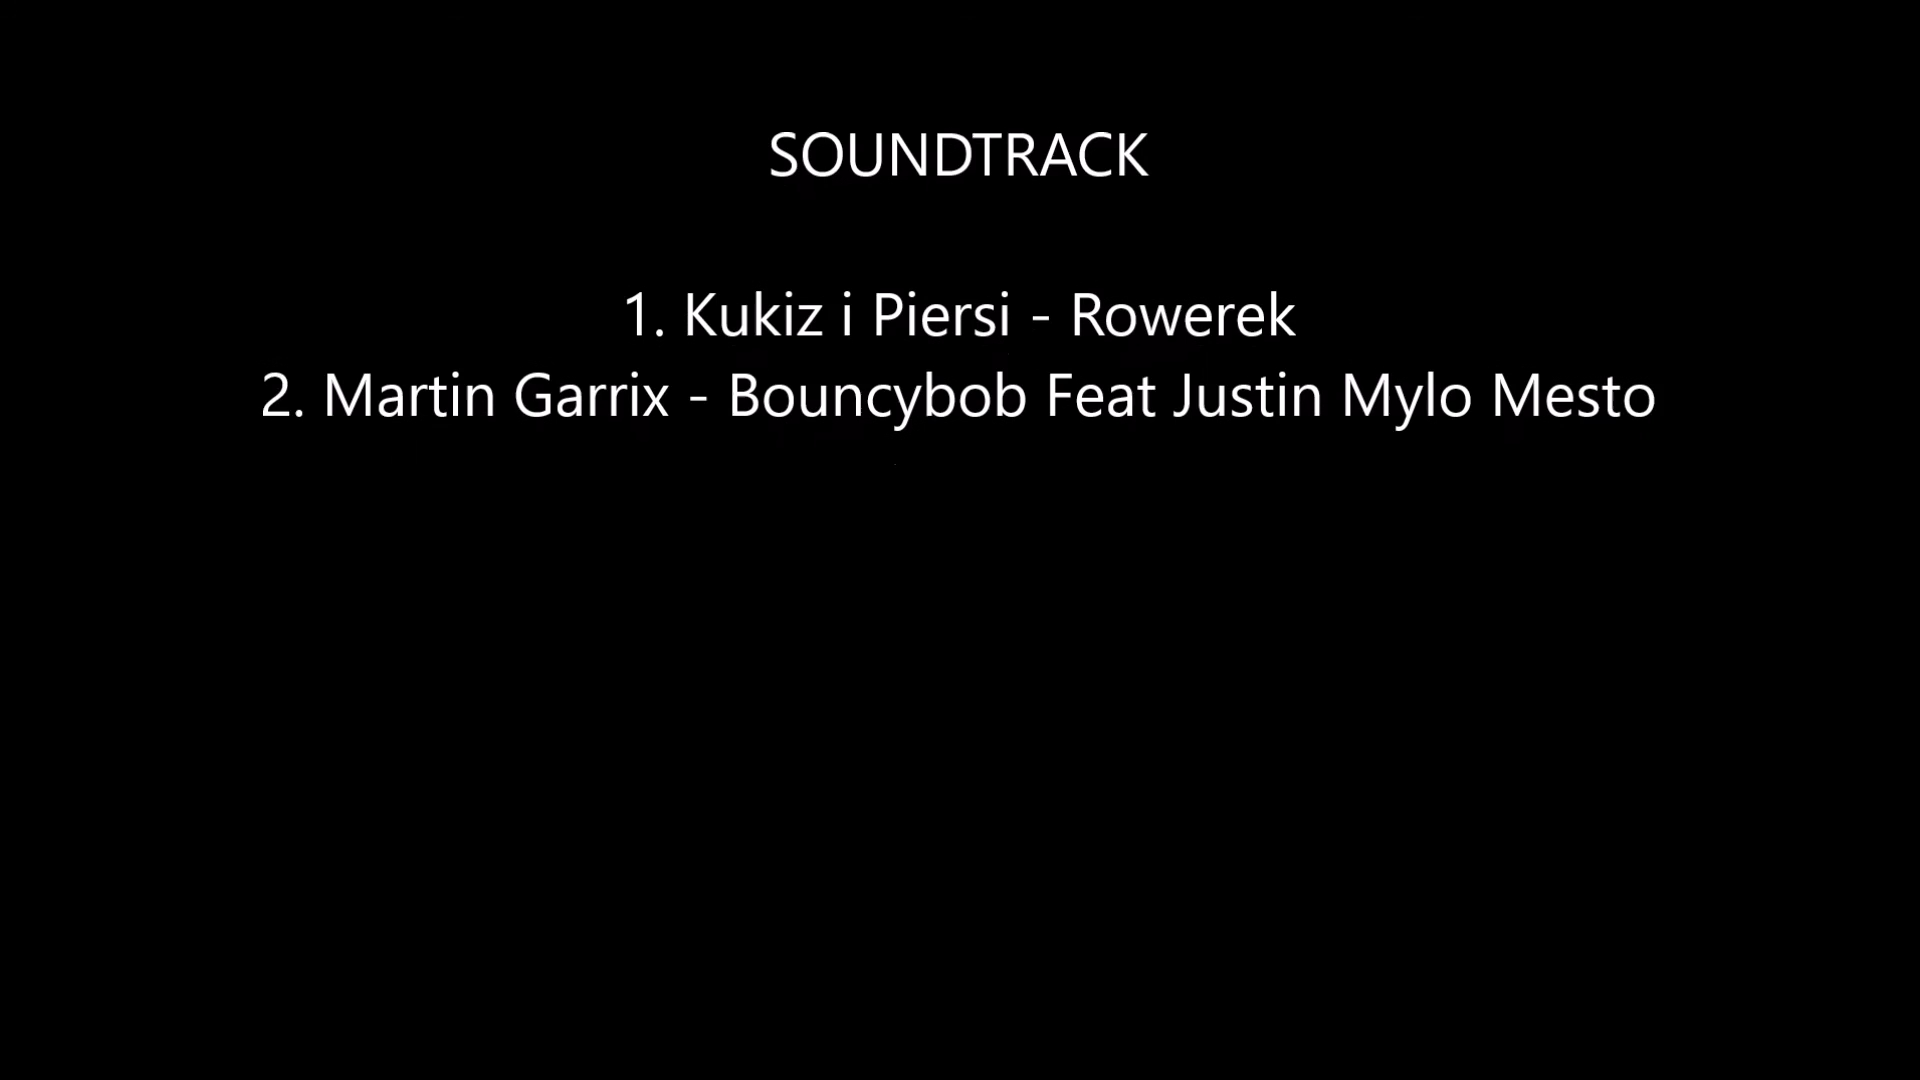 SOUNDTRACK
1. Kukiz i Piersi - Rowerek
2. Martin Garrix - Bouncybob Feat Justin Mylo Mesto